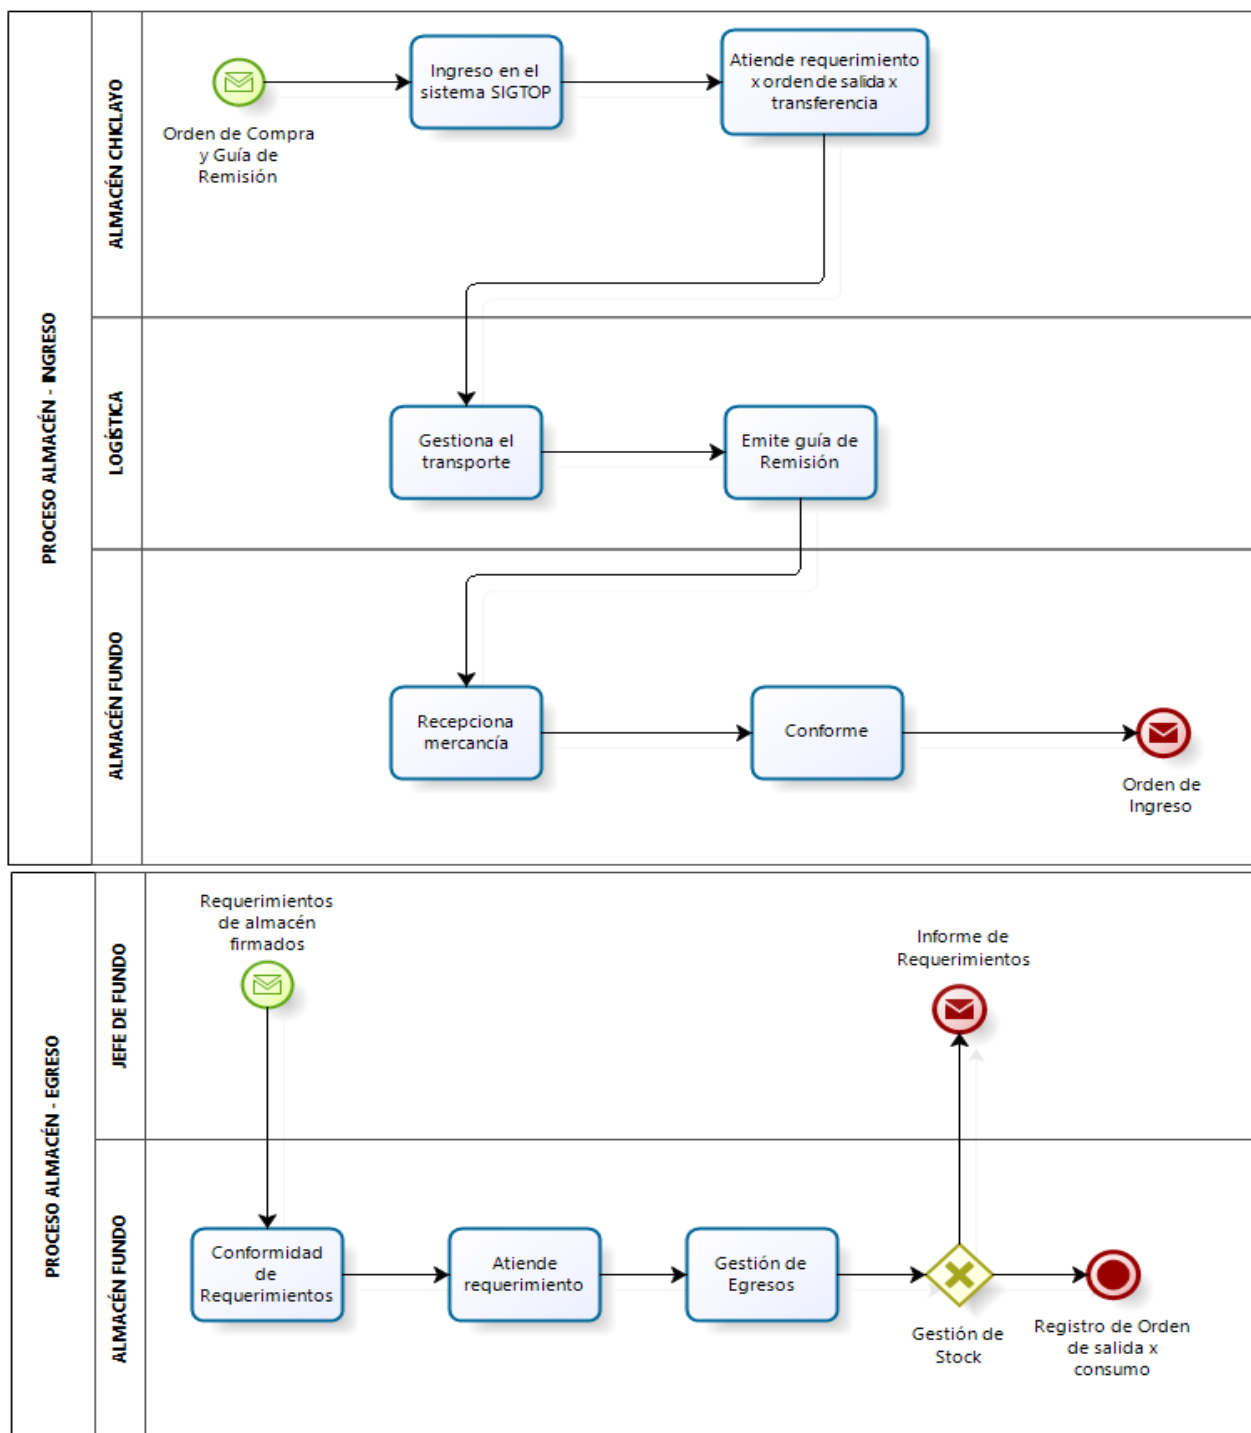 PROCESO ALMACÉN - INGRESO
ALMACÉN CHICLAYO
Orden de Compra
y Guía de
Remisión
Ingreso en el
sistema SIGTOP
Atiende requerimiento
x orden de salida x
transferencia
LOGÍSTICA
Gestiona el
transporte
Emite guía de
Remisión
ALMACÉN FUNDO
Recepciona
mercancía
Conforme
Orden de
Ingreso
PROCESO ALMACÉN - EGRESO
JEFE DE FUNDO
Requerimientos
de almacén
firmados
Informe de
Requerimientos
ALMACÉN FUNDO
Conformidad
de
Requerimientos
Atiende
requerimiento
Gestión de
Egresos
Gestión de
Stock
Registro de Orden
de salida x
consumo